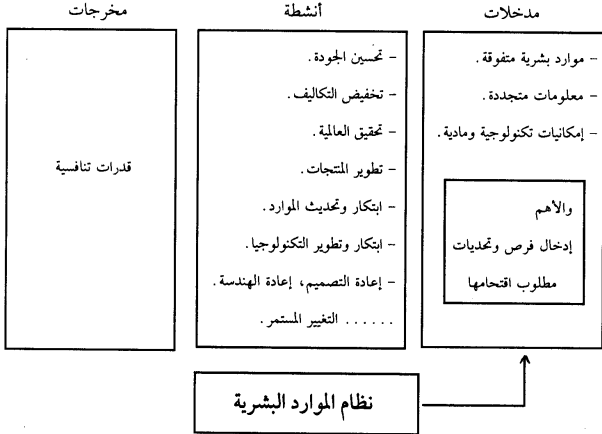 مدخلات
- موارد بشرية متفوقة.
- معلومات متجددة.
- إمكانيات تكنولوجية ومادية.
والأهم
إدخال فرص وتحديات
مطلوب اقتحامها
أنشطة
- تحسين الجودة.
- تخفيض التكاليف.
- تحقيق العالمية.
- تطوير المنتجات.
- ابتكار وتحديث الموارد.
- ابتكار وتطوير التكنولوجيا.
- إعادة التصميم، إعادة الهندسة.
...... التغيير المستمر.
مخرجات
قدرات تنافسية
نظام الموارد البشرية